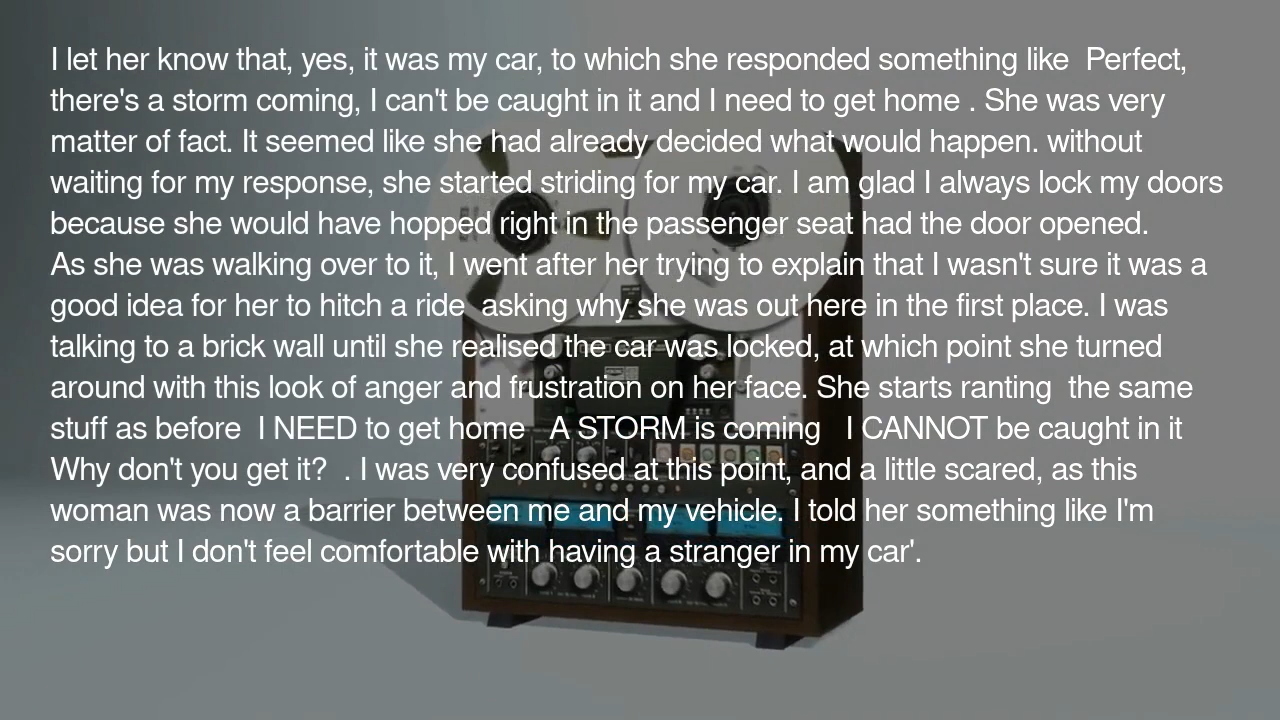 I let her know that, yes, it was my car, to which she responded something like  Perfect,
there's a storm coming, I can't be caught in it and I need to get home . She was very
matter of fact. It seemed like she had already decided what would happen. without
waiting for my response, she started striding for my car. I am glad I always lock my doors
because she would have hopped right in the passenger seat had the door opened.
As she was walking over to it, I went after her trying to explain that I wasn't sure it was a
good idea for her to hitch a ride  asking why she was out here in the first place. I was
talking to a brick wall until she realised the car was locked, at which point she turned
around with this look of anger and frustration on her face. She starts ranting  the same
stuff as before  I NEED to get home   A STORM is coming   I CANNOT be caught in it
Why don't you get it?  . I was very confused at this point, and a little scared, as this
woman was now a barrier between me and my vehicle. I told her something like I'm
sorry but I don't feel comfortable with having a stranger in my car'.